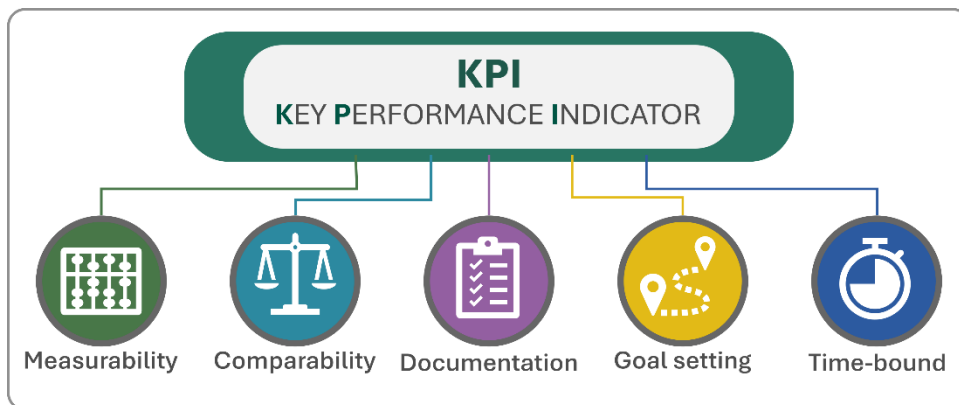 KPI
KEY PERFORMANCE INDICATOR
Measurability
Comparability
Documentation
Goal setting
Time-bound